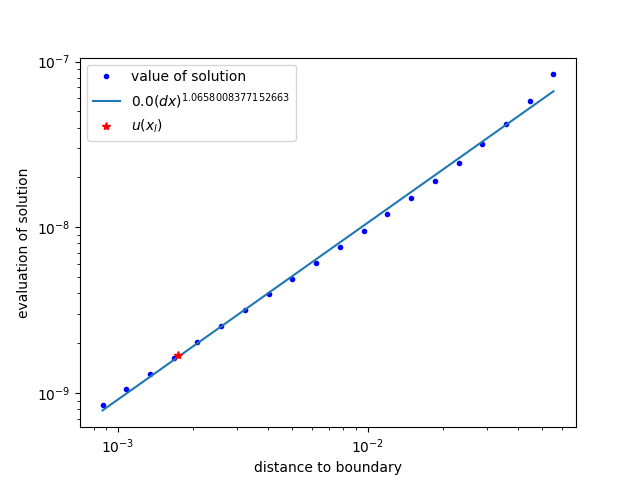 10⁻⁷
value of solution
0.0(dx)¹·⁰⁶⁵⁸⁰⁰⁸³⁷⁷¹⁵²⁶⁶³
u(xₗ)
10⁻⁸
10⁻⁹
evaluation of solution
10⁻³
10⁻²
distance to boundary